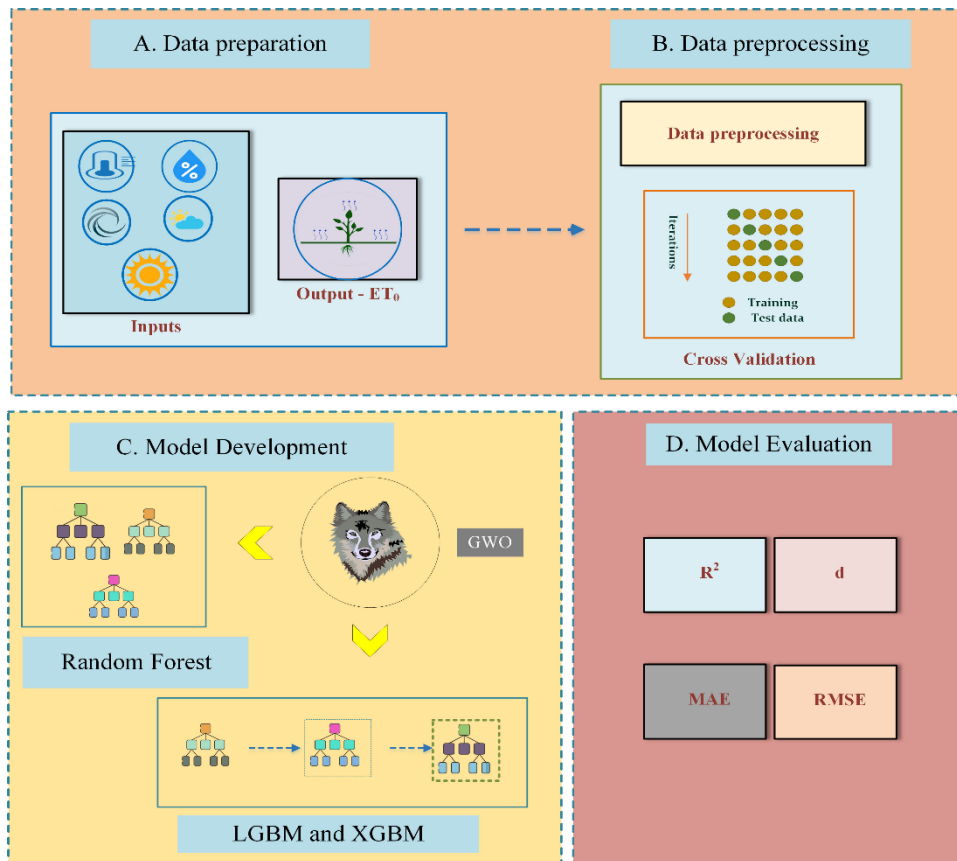 A. Data preparation
B. Data preprocessing
%
Inputs
Output - ET₀
Data preprocessing
Iterations
Training
Test data
Cross Validation
C. Model Development
GWO
Random Forest
LGBM and XGBM
D. Model Evaluation
R²
d
MAE
RMSE